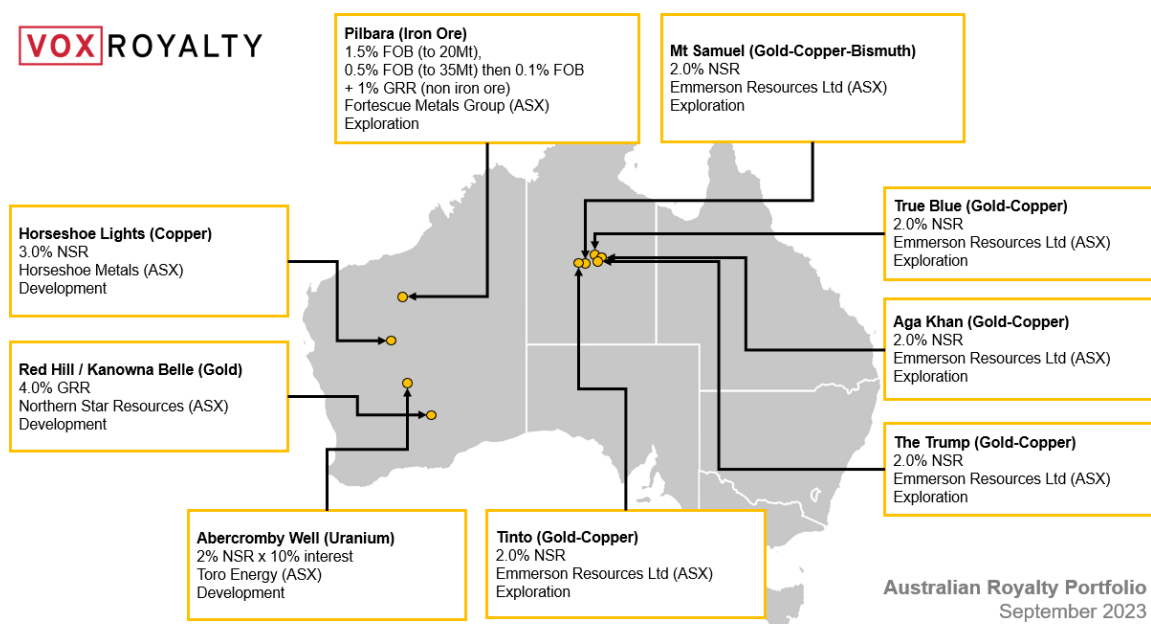 VOX ROYALTY
Pilbara (Iron Ore)
1.5% FOB (to 20Mt),
0.5% FOB (to 35Mt) then 0.1% FOB
+ 1% GRR (non iron ore)
Fortescue Metals Group (ASX)
Exploration
Mt Samuel (Gold-Copper-Bismuth)
2.0% NSR
Emmerson Resources Ltd (ASX)
Exploration
Horseshoe Lights (Copper)
3.0% NSR
Horseshoe Metals (ASX)
Development
True Blue (Gold-Copper)
2.0% NSR
Emmerson Resources Ltd (ASX)
Exploration
Red Hill / Kanowna Belle (Gold)
4.0% GRR
Northern Star Resources (ASX)
Development
Aga Khan (Gold-Copper)
2.0% NSR
Emmerson Resources Ltd (ASX)
Exploration
The Trump (Gold-Copper)
2.0% NSR
Emmerson Resources Ltd (ASX)
Exploration
Abercromby Well (Uranium)
2% NSR x 10% interest
Toro Energy (ASX)
Development
Tinto (Gold-Copper)
2.0% NSR
Emmerson Resources Ltd (ASX)
Exploration
Australian Royalty Portfolio
September 2023